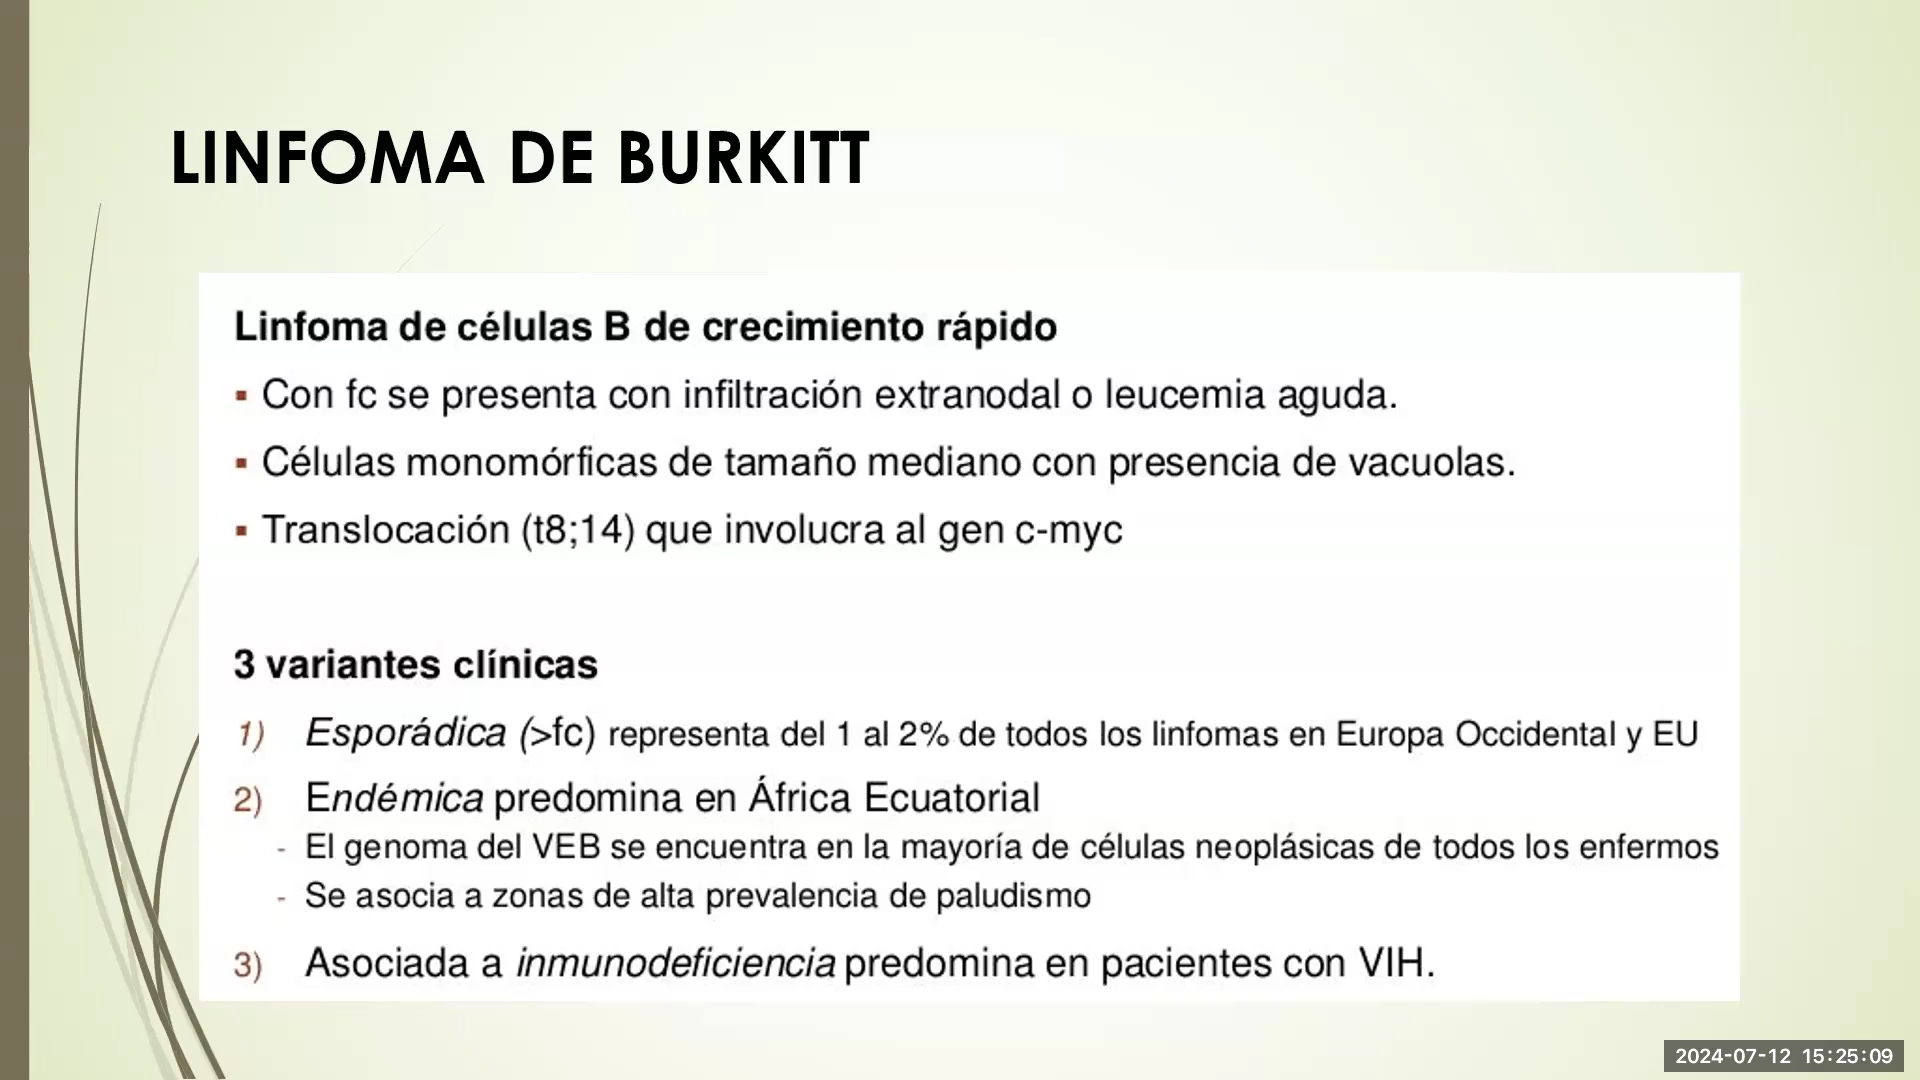 LINFOMA DE BURKITT
Linfoma de células B de crecimiento rápido
▪ Con fc se presenta con infiltración extranodal o leucemia aguda.
▪ Células monomórficas de tamaño mediano con presencia de vacuolas.
▪ Translocación (t8;14) que involucra al gen c-myc
3 variantes clínicas
1) Esporádica (>fc) representa del 1 al 2% de todos los linfomas en Europa Occidental y EU
2) Endémica predomina en África Ecuatorial
- El genoma del VEB se encuentra en la mayoría de células neoplásicas de todos los enfermos
- Se asocia a zonas de alta prevalencia de paludismo
3) Asociada a inmunodeficiencia predomina en pacientes con VIH.
2024-07-12 15:25:09